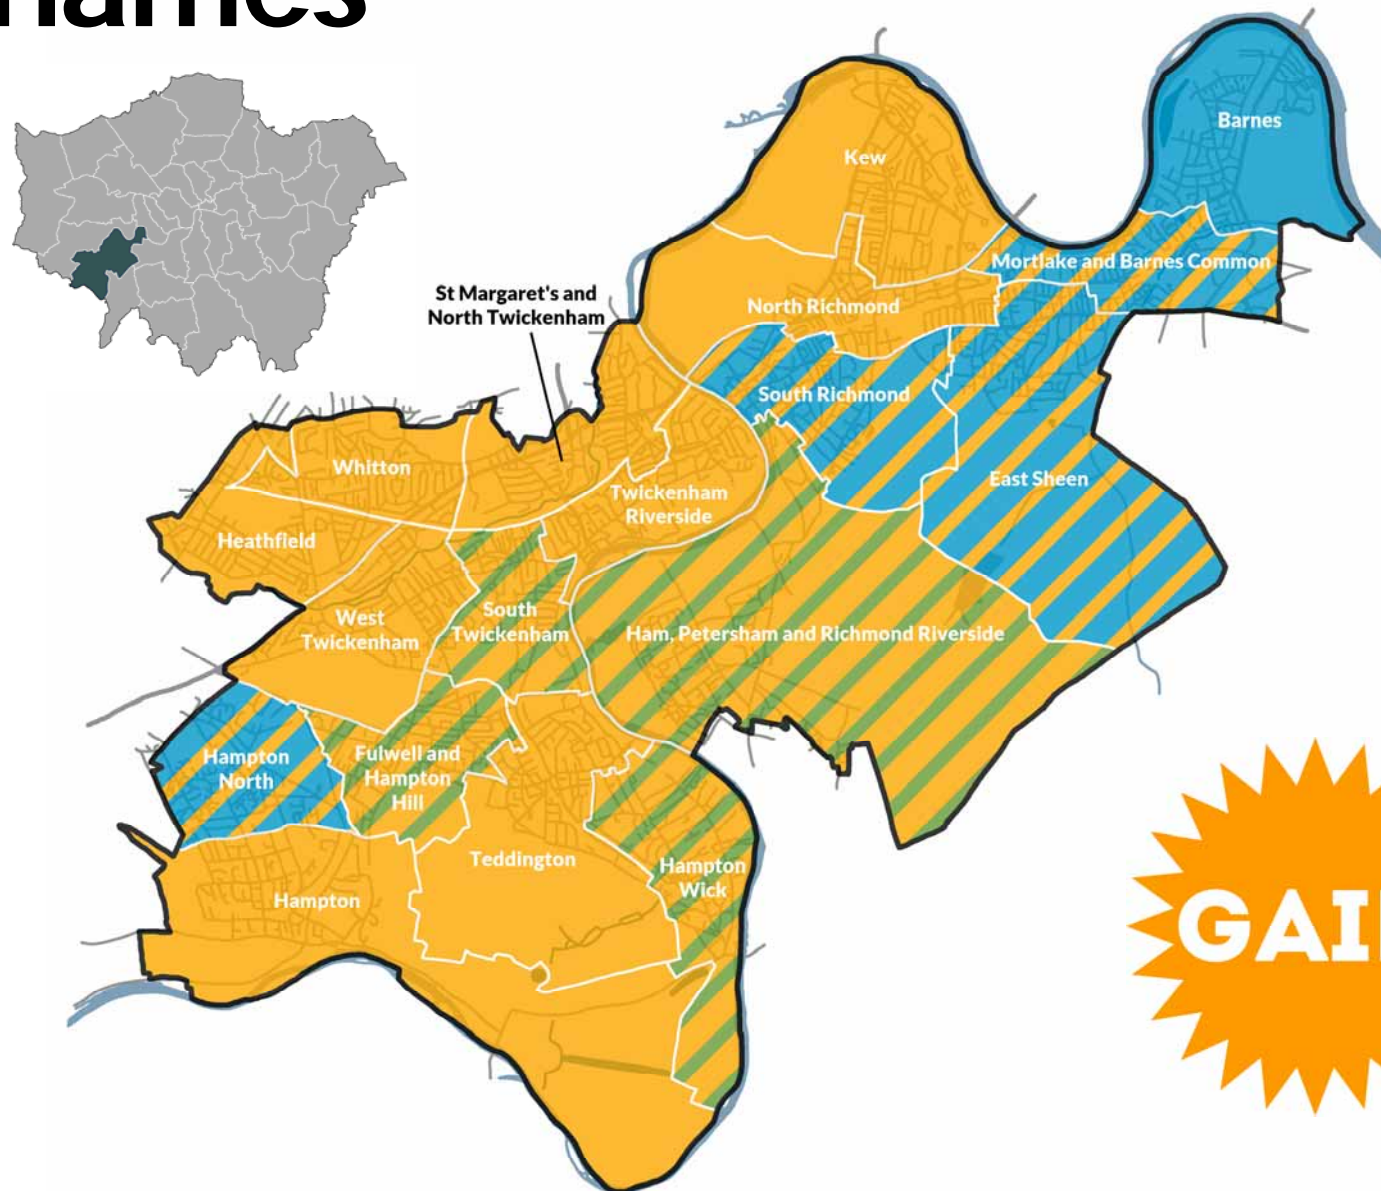 Barnes
Kew
Mortlake and Barnes Common
St Margaret's and
North Twickenham
North Richmond
South Richmond
Whitton
East Sheen
Twickenham
Riverside
Heathfield
West
Twickenham
South
Twickenham
Ham, Petersham and Richmond Riverside
Hampton
North
Fulwell and
Hampton
Hill
Teddington
Hampton
Wick
Hampton
GAI